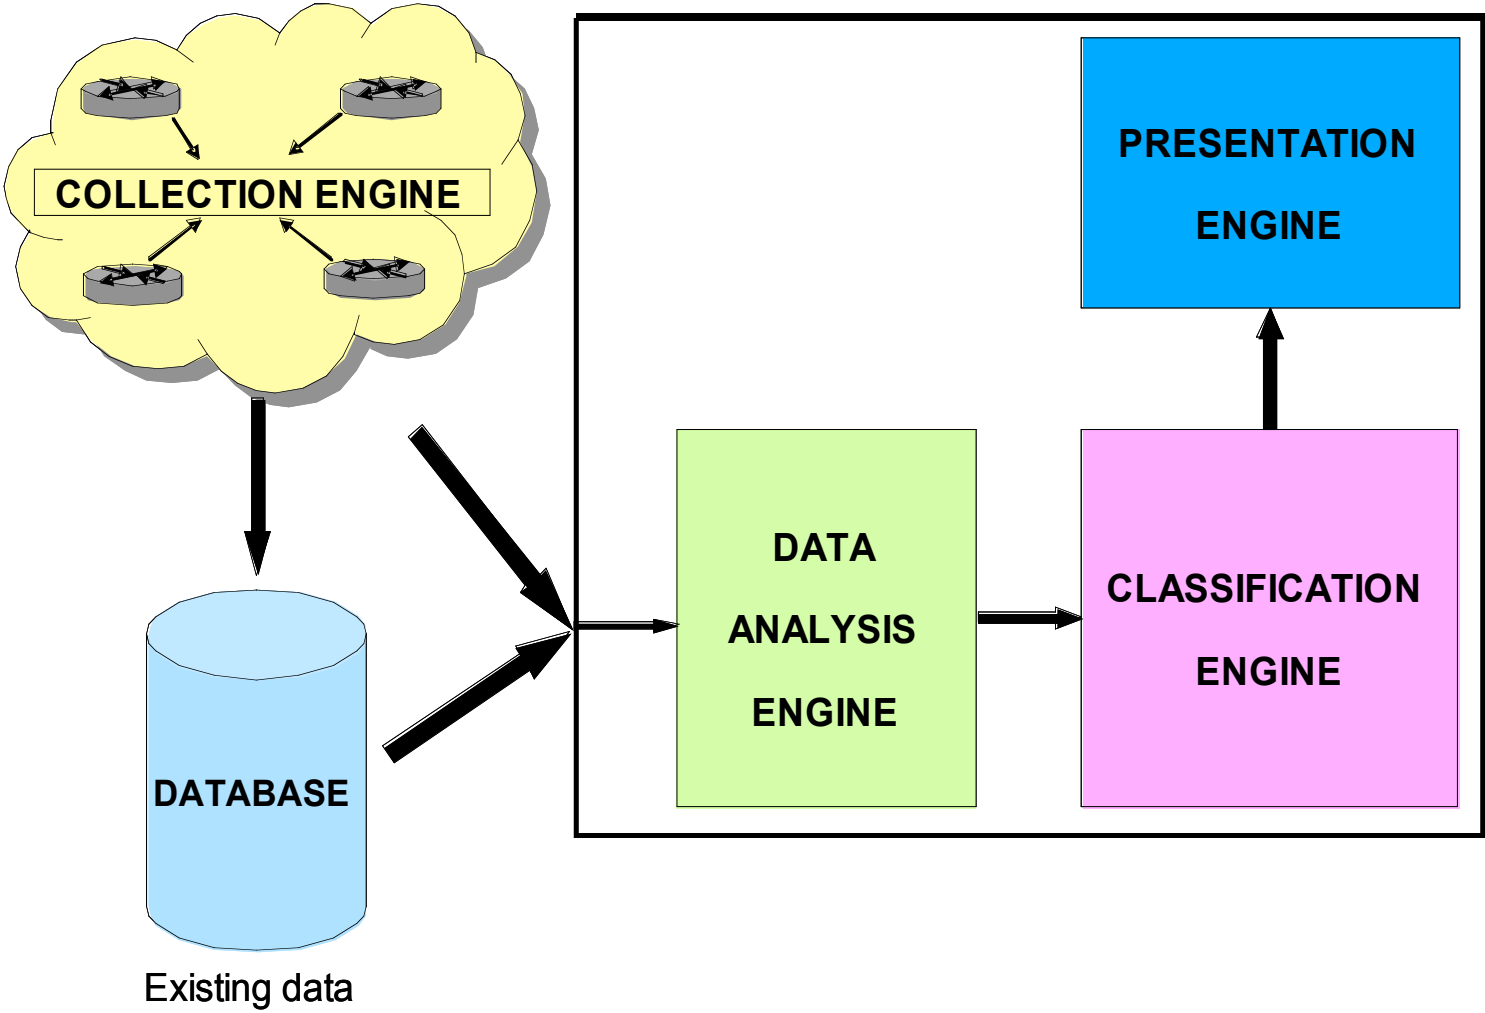 COLLECTION ENGINE
PRESENTATION
ENGINE
DATA
ANALYSIS
ENGINE
CLASSIFICATION
ENGINE
DATABASE
Existing data